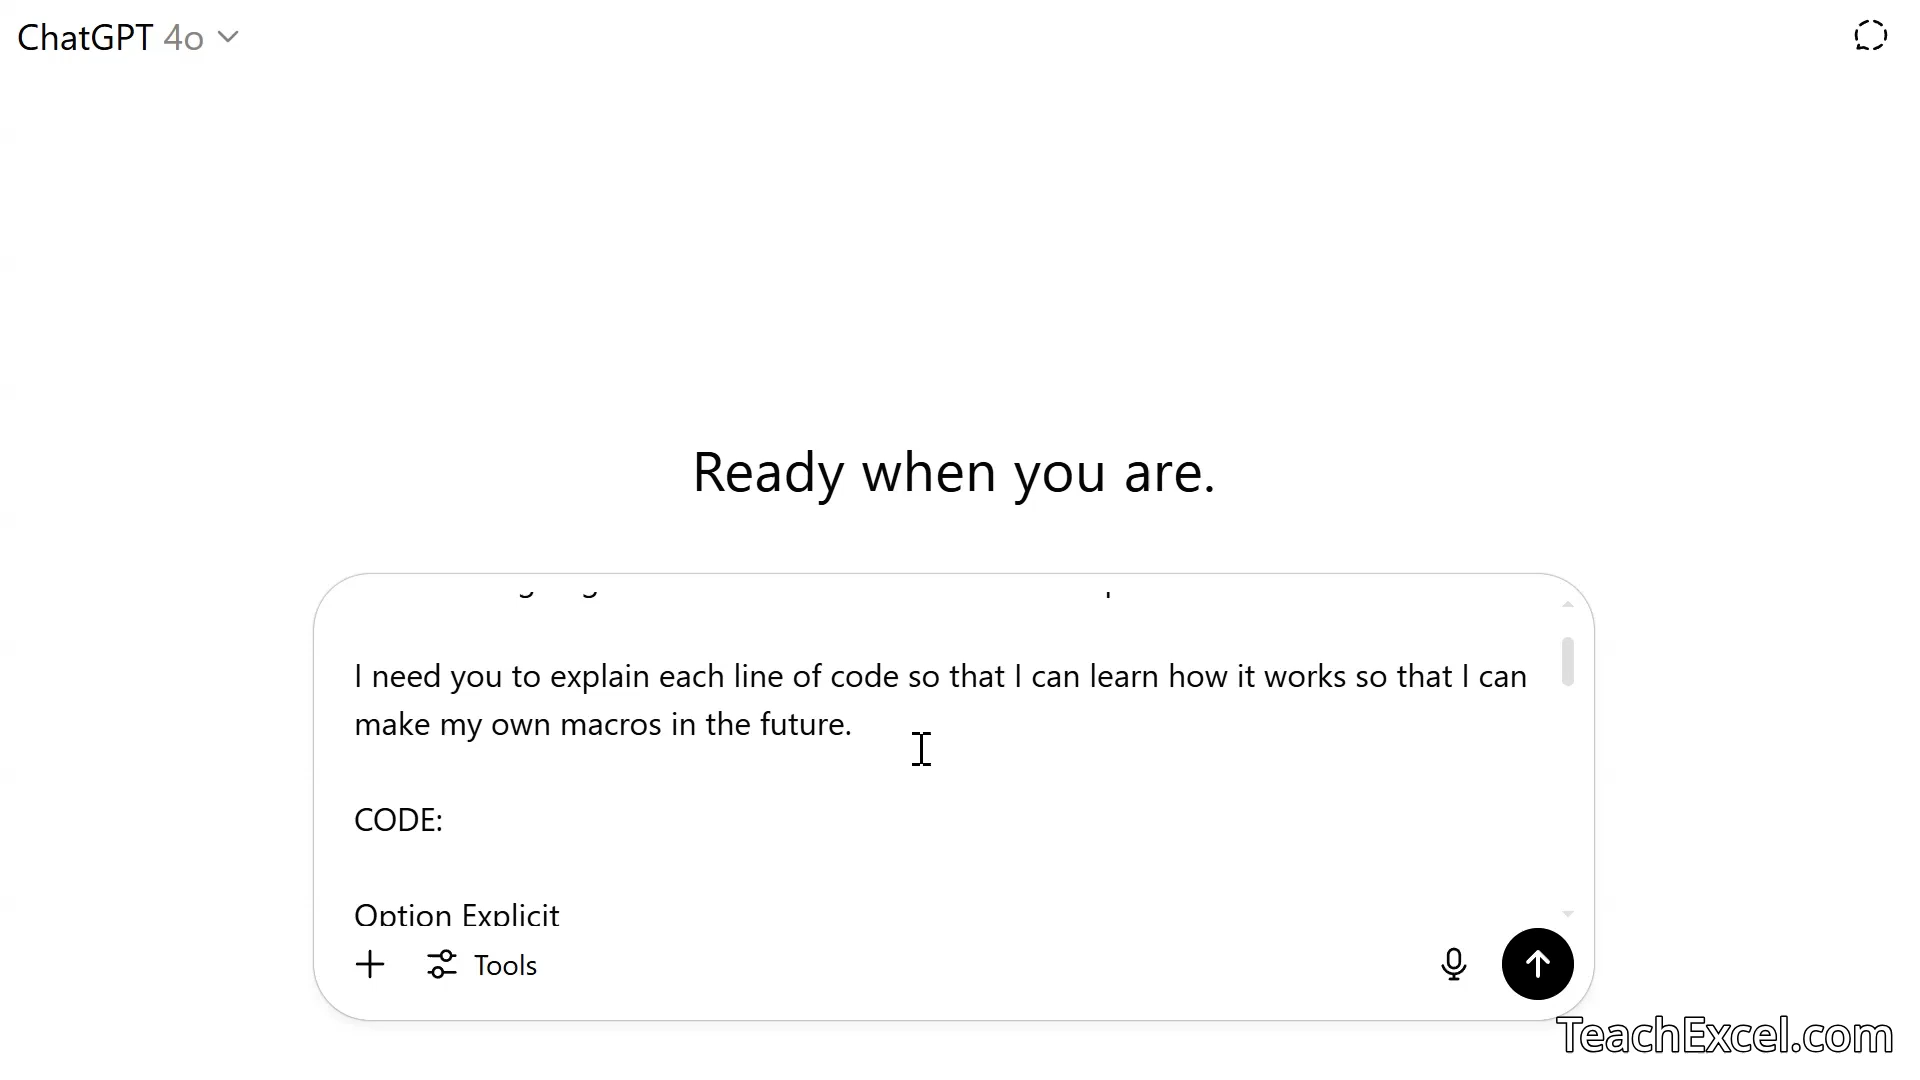 ChatGPT 4o
Ready when you are.
I need you to explain each line of code so that I can learn how it works so that I can
make my own macros in the future.
CODE:
Option Explicit
Tools
TeachExcel.com